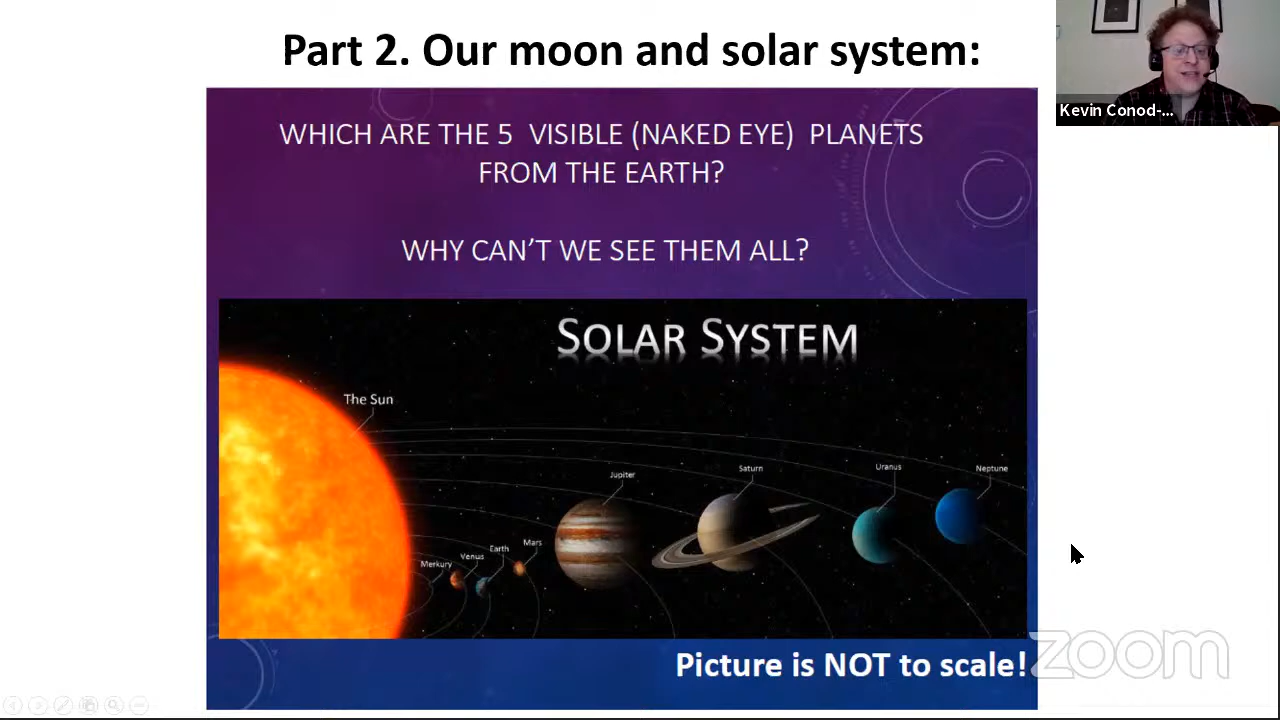 Part 2. Our moon and solar system:
Kevin Conod-...
WHICH ARE THE 5 VISIBLE (NAKED EYE) PLANETS
FROM THE EARTH?
WHY CAN'T WE SEE THEM ALL?
SOLAR SYSTEM
The Sun
Jupiter
Saturn
Uranus
Neptune
Merkury
Venus
Earth
Mars
Picture is NOT to scale!
zoom